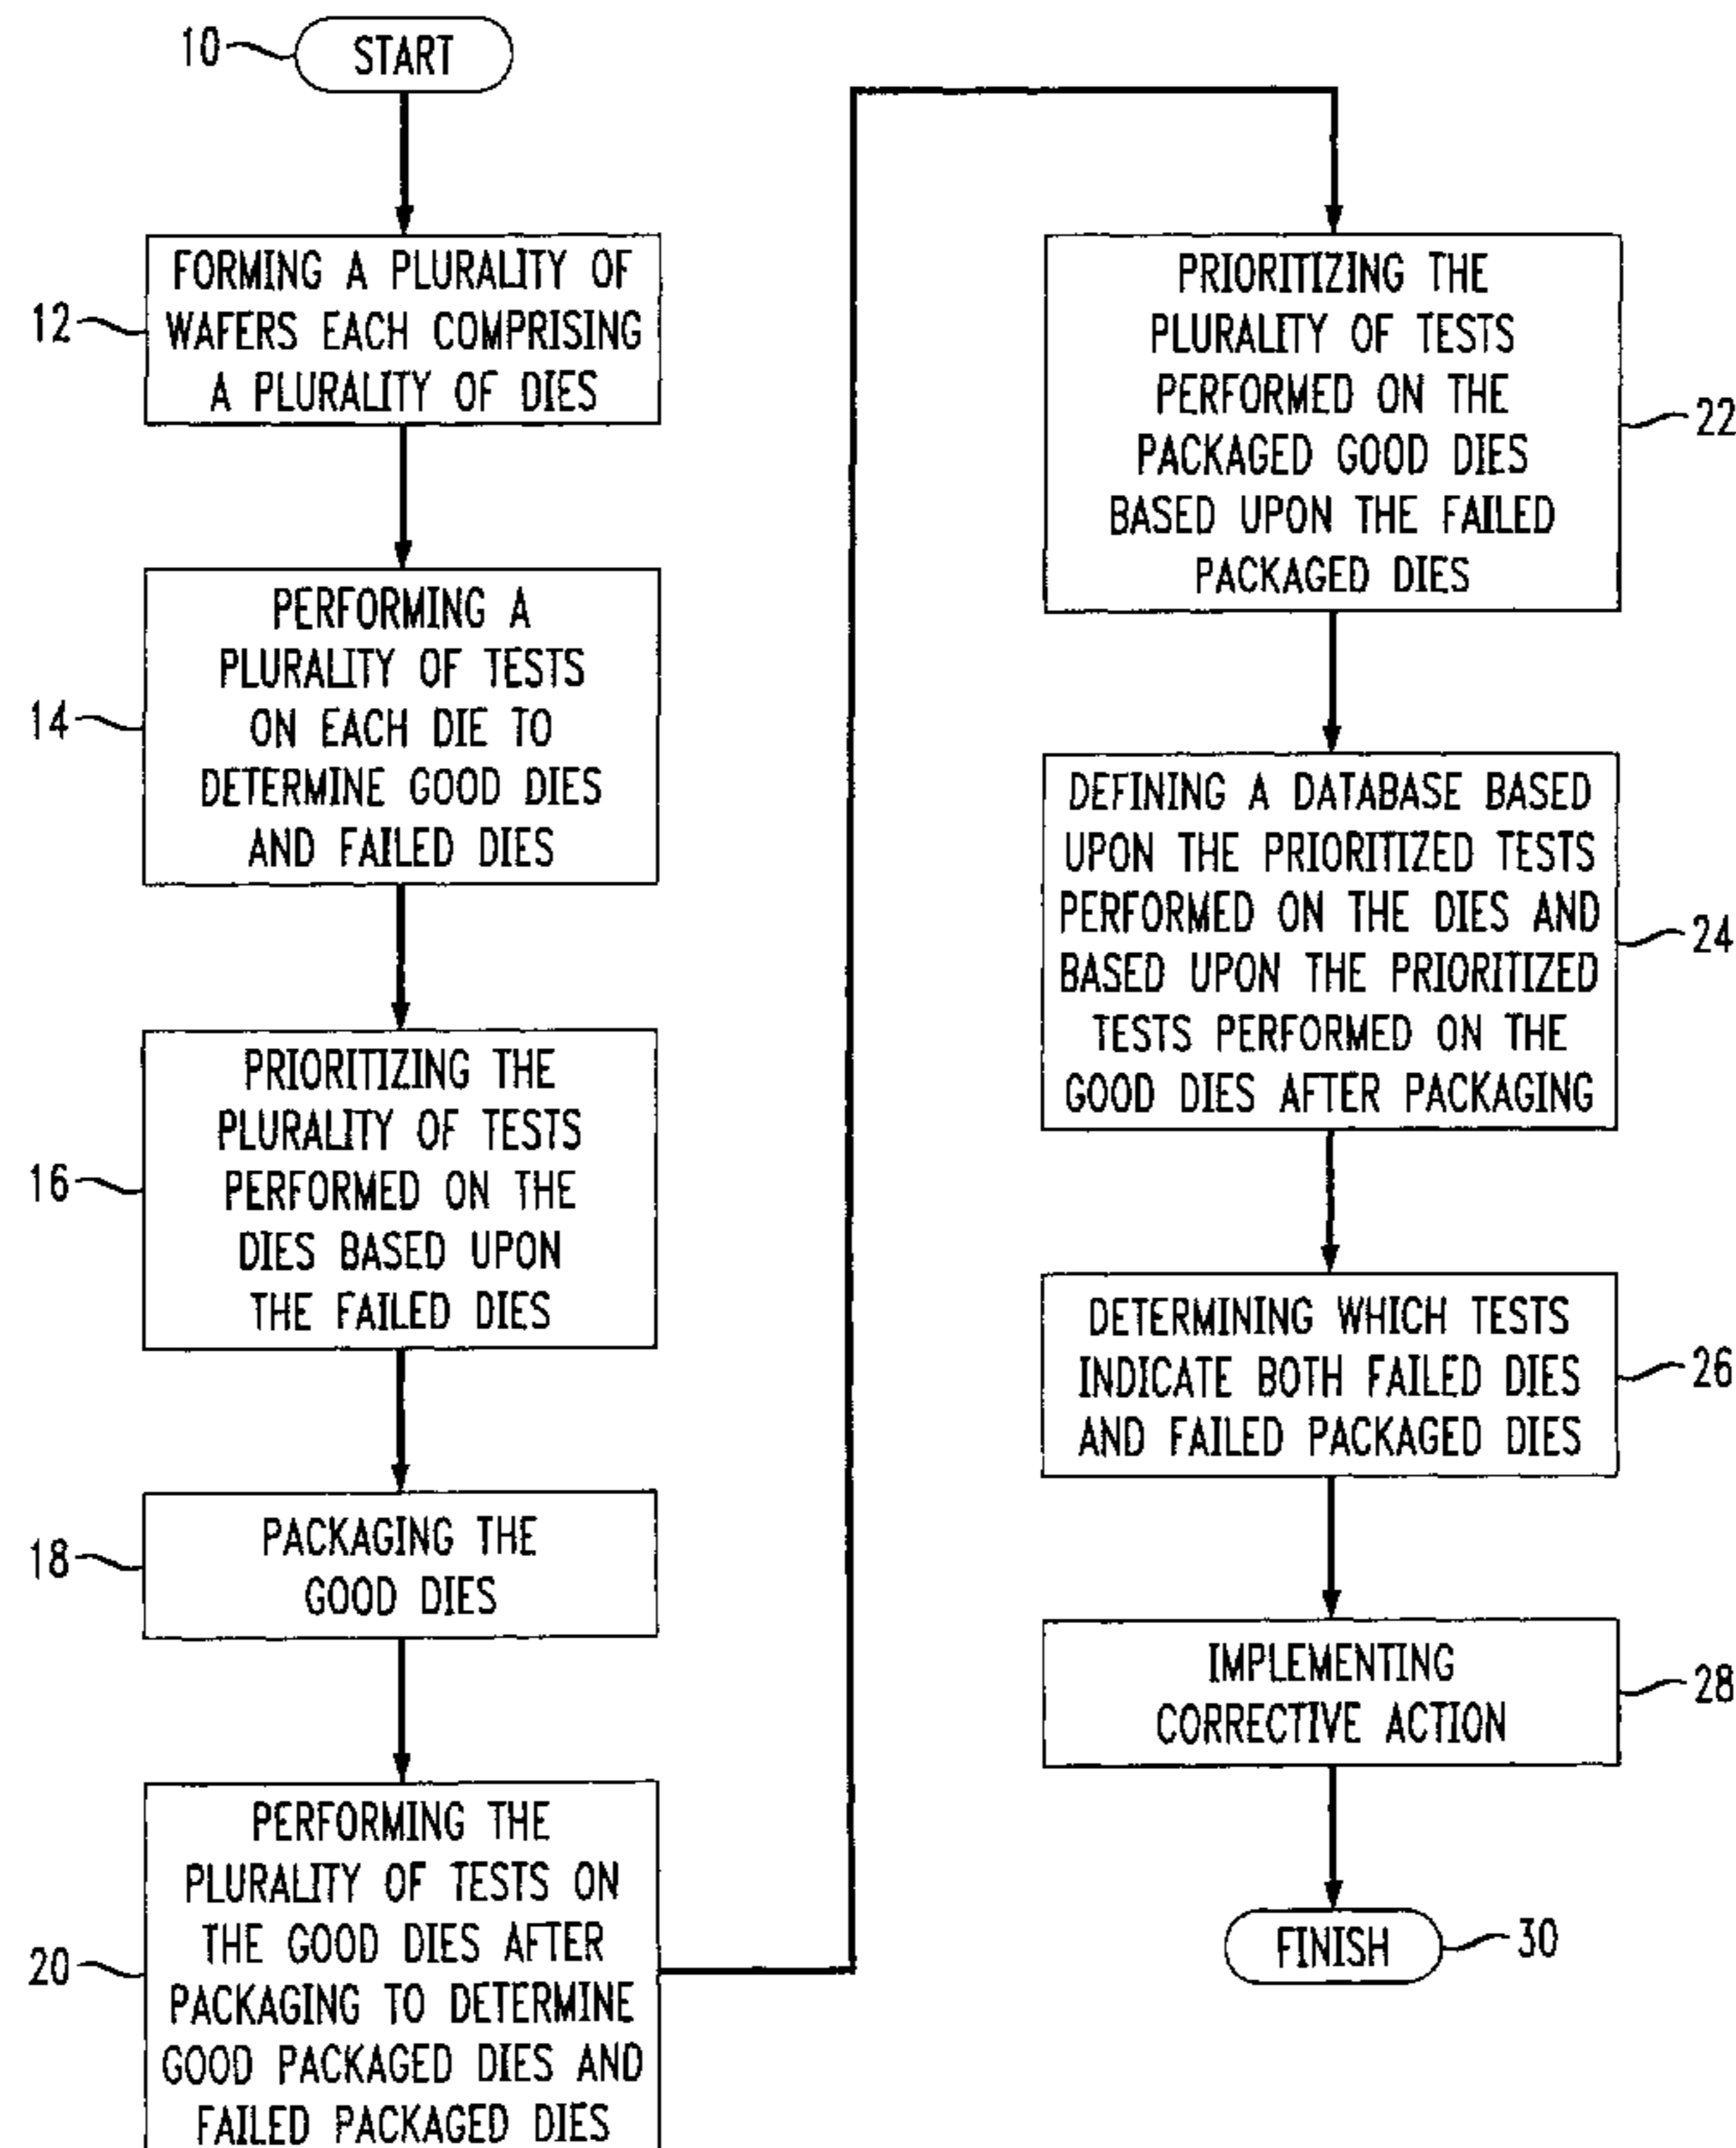 10
START
12
FORMING A PLURALITY OF
WAFERS EACH COMPRISING
A PLURALITY OF DIES
14
PERFORMING A
PLURALITY OF TESTS
ON EACH DIE TO
DETERMINE GOOD DIES
AND FAILED DIES
16
PRIORITIZING THE
PLURALITY OF TESTS
PERFORMED ON THE
DIES BASED UPON
THE FAILED DIES
18
PACKAGING THE
GOOD DIES
20
PERFORMING THE
PLURALITY OF TESTS ON
THE GOOD DIES AFTER
PACKAGING TO DETERMINE
GOOD PACKAGED DIES AND
FAILED PACKAGED DIES
PRIORITIZING THE
PLURALITY OF TESTS
PERFORMED ON THE
PACKAGED GOOD DIES
BASED UPON THE FAILED
PACKAGED DIES
22
DEFINING A DATABASE BASED
UPON THE PRIORITIZED TESTS
PERFORMED ON THE DIES AND
BASED UPON THE PRIORITIZED
TESTS PERFORMED ON THE
GOOD DIES AFTER PACKAGING
24
DETERMINING WHICH TESTS
INDICATE BOTH FAILED DIES
AND FAILED PACKAGED DIES
26
IMPLEMENTING
CORRECTIVE ACTION
28
FINISH
30